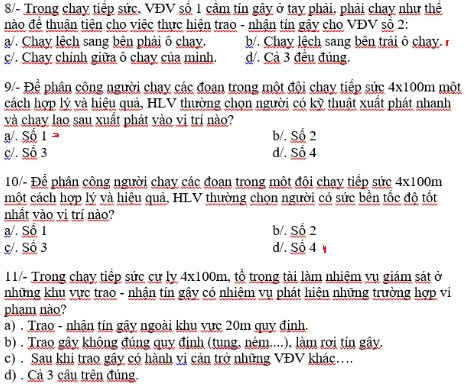 8/- Trong chạy tiếp sức, VĐV số 1 cầm tín gậy ở tay phải, phải chạy như thế
nào để thuận tiện cho việc thực hiện trao - nhận tín gậy cho VĐV số 2:
a/. Chạy lệch sang bên phải ô chạy. b/. Chạy lệch sang bên trái ô chạy.
c/. Chạy chính giữa ô chạy của mình. d/. Cả 3 đều đúng.
9/- Để phân công người chạy các đoạn trong một đội chạy tiếp sức 4x100m một
cách hợp lý và hiệu quả, HLV thường chọn người có kỹ thuật xuất phát nhanh
và chạy lao sau xuất phát vào vị trí nào?
a/. Số 1 b/. Số 2
c/. Số 3 d/. Số 4
10/- Để phân công người chạy các đoạn trong một đội chạy tiếp sức 4x100m
một cách hợp lý và hiệu quả, HLV thường chọn người có sức bền tốc độ tốt
nhất vào vị trí nào?
a/. Số 1 b/. Số 2
c/. Số 3 d/. Số 4
11/- Trong chạy tiếp sức cự ly 4x100m, tổ trọng tài làm nhiệm vụ giám sát ở
những khu vực trao - nhận tín gậy có nhiệm vụ phát hiện những trường hợp vi
phạm nào?
a) . Trao - nhận tín gậy ngoài khu vực 20m quy định.
b) . Trao gậy không đúng quy định (tung, ném....), làm rơi tín gậy.
c) . Sau khi trao gậy có hành vi cản trở những VĐV khác….
d) . Cả 3 câu trên đúng.